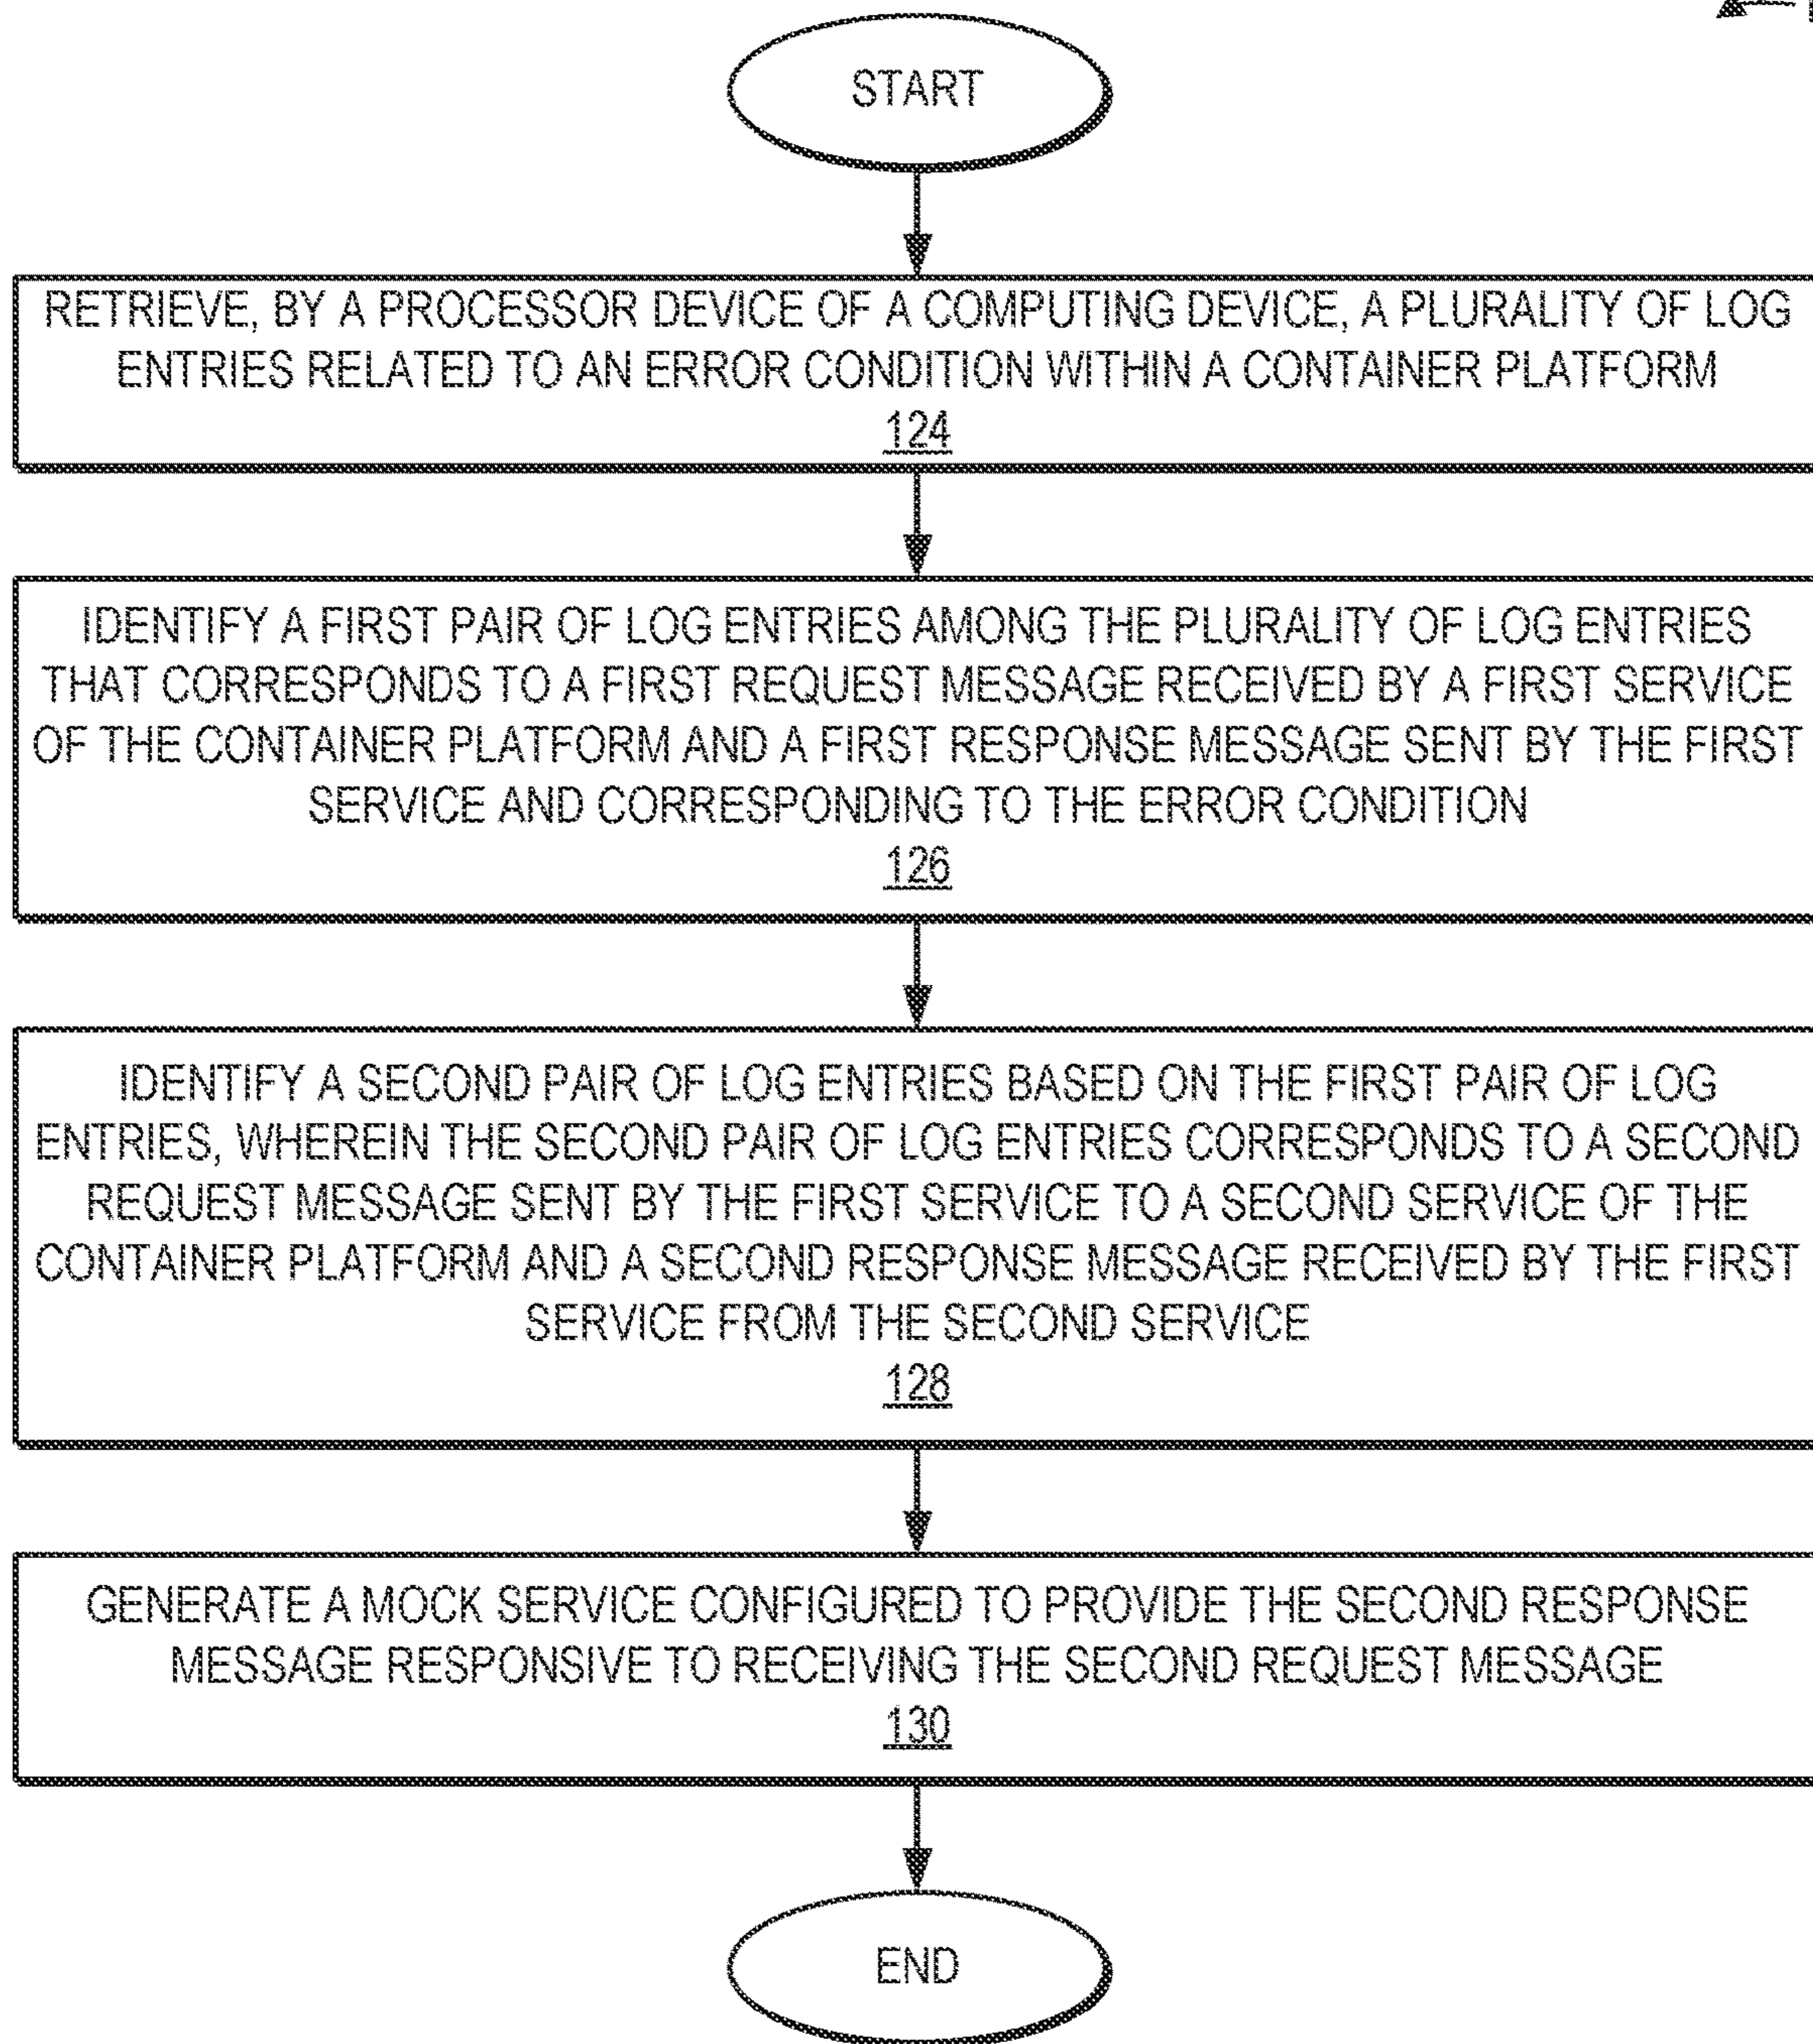 START
RETRIEVE, BY A PROCESSOR DEVICE OF A COMPUTING DEVICE, A PLURALITY OF LOG
ENTRIES RELATED TO AN ERROR CONDITION WITHIN A CONTAINER PLATFORM
124
IDENTIFY A FIRST PAIR OF LOG ENTRIES AMONG THE PLURALITY OF LOG ENTRIES
THAT CORRESPONDS TO A FIRST REQUEST MESSAGE RECEIVED BY A FIRST SERVICE
OF THE CONTAINER PLATFORM AND A FIRST RESPONSE MESSAGE SENT BY THE FIRST
SERVICE AND CORRESPONDING TO THE ERROR CONDITION
126
IDENTIFY A SECOND PAIR OF LOG ENTRIES BASED ON THE FIRST PAIR OF LOG
ENTRIES, WHEREIN THE SECOND PAIR OF LOG ENTRIES CORRESPONDS TO A SECOND
REQUEST MESSAGE SENT BY THE FIRST SERVICE TO A SECOND SERVICE OF THE
CONTAINER PLATFORM AND A SECOND RESPONSE MESSAGE RECEIVED BY THE FIRST
SERVICE FROM THE SECOND SERVICE
128
GENERATE A MOCK SERVICE CONFIGURED TO PROVIDE THE SECOND RESPONSE
MESSAGE RESPONSIVE TO RECEIVING THE SECOND REQUEST MESSAGE
130
END